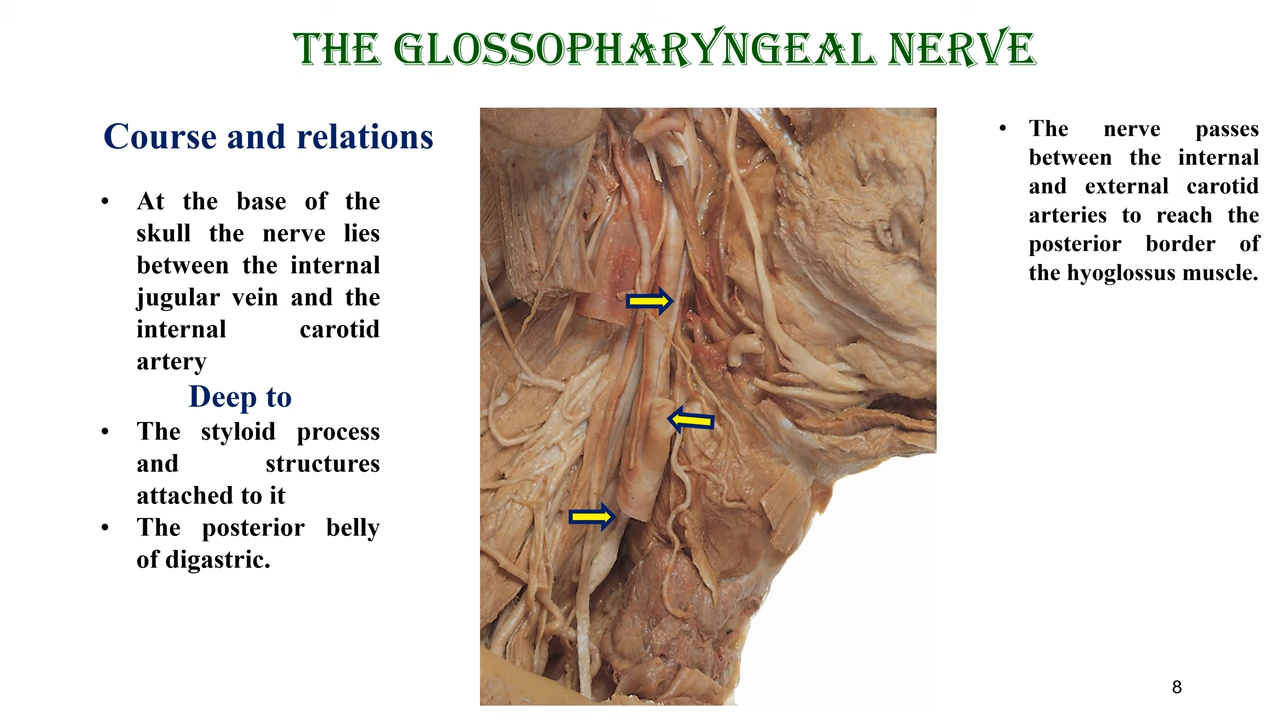 THE GLOSSOPHARYNGEAL NERVE
Course and relations
• At the base of the
skull the nerve lies
between the internal
jugular vein and the
internal carotid
artery
Deep to
• The styloid process
and structures
attached to it
• The posterior belly
of digastric.
• The nerve passes
between the internal
and external carotid
arteries to reach the
posterior border of
the hyoglossus muscle.
8